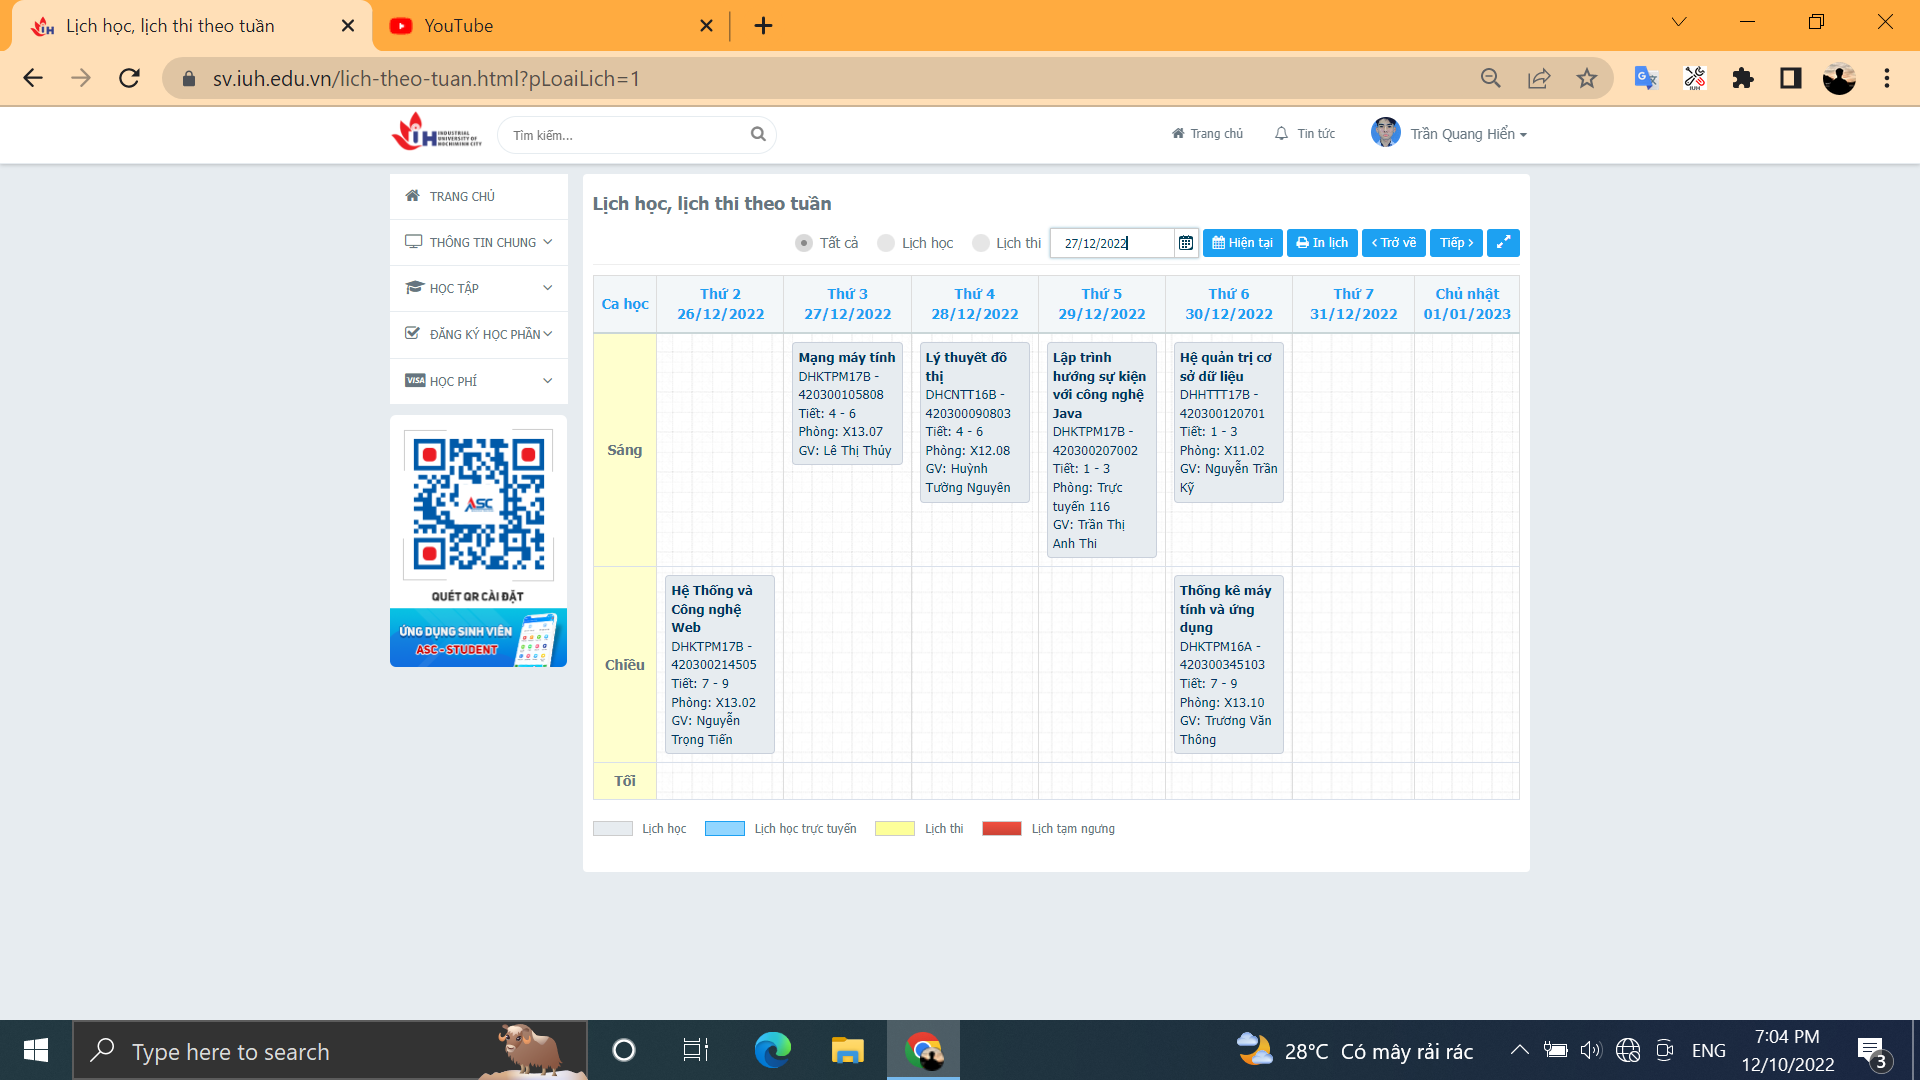 Lịch học, lịch thi theo tuần
YouTube
sv.iuh.edu.vn/lich-theo-tuan.html?pLoaiLich=1
IUH
INDUSTRIAL
UNIVERSITY OF
HOCHIMINH CITY
Tìm kiếm...
Trang chủ
Tin tức
Trần Quang Hiển
TRANG CHỦ
THÔNG TIN CHUNG
HỌC TẬP
ĐĂNG KÝ HỌC PHẦN
VISA HỌC PHÍ
ASC
QUÉT QR CÀI ĐẶT
ỨNG DỤNG SINH VIÊN
ASC - STUDENT
Lịch học, lịch thi theo tuần
Tất cả
Lịch học
Lịch thi
27/12/2022
Hiện tại
In lịch
Trở về
Tiếp
Ca học
Thứ 2
26/12/2022
Thứ 3
27/12/2022
Thứ 4
28/12/2022
Thứ 5
29/12/2022
Thứ 6
30/12/2022
Thứ 7
31/12/2022
Chủ nhật
01/01/2023
Sáng
Mạng máy tính
DHKTPM17B -
420300105808
Tiết: 4 - 6
Phòng: X13.07
GV: Lê Thị Thủy
Lý thuyết đồ
thị
DHCNTT16B -
420300090803
Tiết: 4 - 6
Phòng: X12.08
GV: Huỳnh
Tường Nguyên
Lập trình
hướng sự kiện
với công nghệ
Java
DHKTPM17B -
420300207002
Tiết: 1 - 3
Phòng: Trực
tuyến 116
GV: Trần Thị
Anh Thi
Hệ quản trị cơ
sở dữ liệu
DHHTTT17B -
420300120701
Tiết: 1 - 3
Phòng: X11.02
GV: Nguyễn Trần
Kỹ
Chiều
Hệ Thống và
Công nghệ
Web
DHKTPM17B -
420300214505
Tiết: 7 - 9
Phòng: X13.02
GV: Nguyễn
Trọng Tiến
Thống kê máy
tính và ứng
dụng
DHKTPM16A -
420300345103
Tiết: 7 - 9
Phòng: X13.10
GV: Trương Văn
Thông
Tối
Lịch học
Lịch học trực tuyến
Lịch thi
Lịch tạm ngưng
Type here to search
28°C Có mây rải rác
ENG
7:04 PM
12/10/2022
3